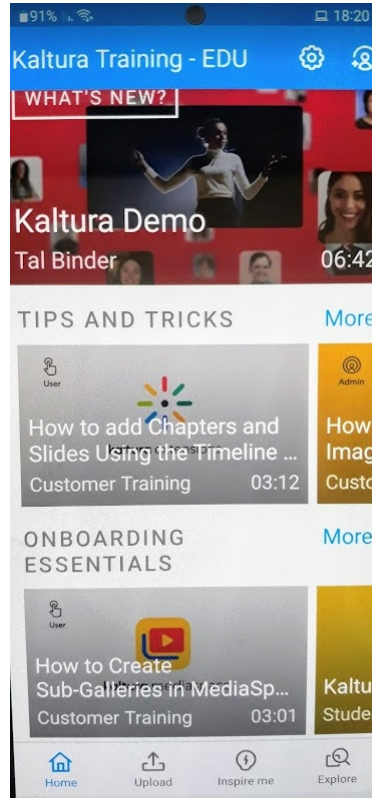 91% 18:20
Kaltura Training - EDU
WHAT'S NEW?
Kaltura Demo
Tal Binder 06:42
TIPS AND TRICKS More
User
Admin
How to add Chapters and
Slides Using the Timeline ...
Customer Training 03:12
How
Imag
Custo
ONBOARDING
ESSENTIALS
More
User
How to Create
Sub-Galleries in MediaSp...
Customer Training 03:01
Kaltu
Stude
Home Upload Inspire me Explore